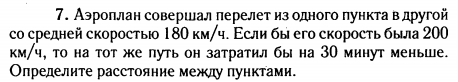 7. Аэроплан совершал перелет из одного пункта в другой
со средней скоростью 180 км/ч. Если бы его скорость была 200
км/ч, то на тот же путь он затратил бы на 30 минут меньше.
Определите расстояние между пунктами.